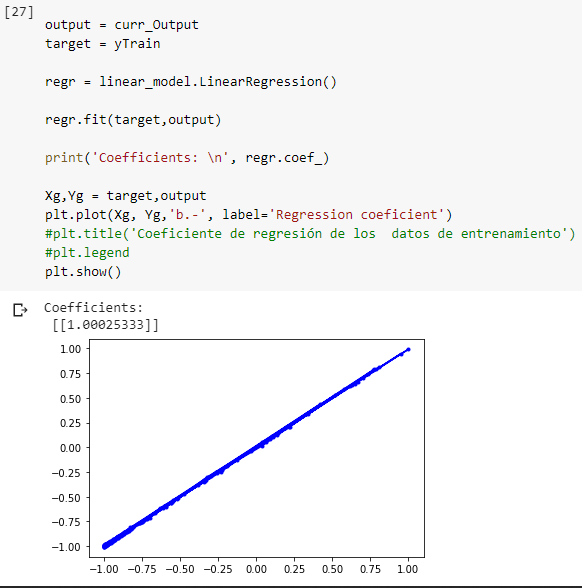 [27]
output = curr_Output
target = yTrain
regr = linear_model.LinearRegression()
regr.fit(target,output)
print('Coefficients: \n', regr.coef_)
Xg,Yg = target,output
plt.plot(Xg, Yg,'b.-', label='Regression coeficient')
#plt.title('Coeficiente de regresión de los  datos de entrenamiento')
#plt.legend
plt.show()
Coefficients:
[[1.00025333]]
1.00
0.75
0.50
0.25
0.00
−0.25
−0.50
−0.75
−1.00
−1.00 −0.75 −0.50 −0.25 0.00 0.25 0.50 0.75 1.00